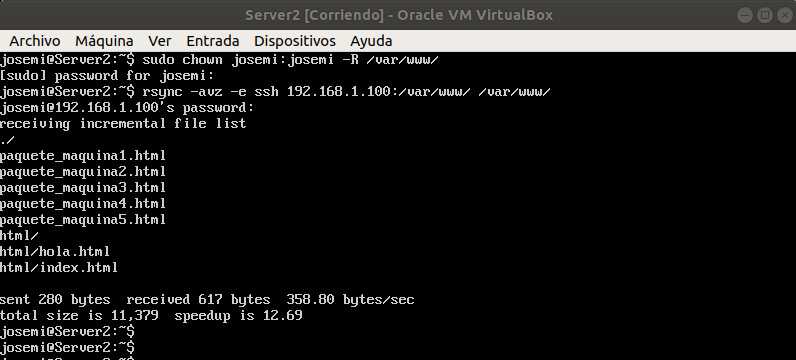 Server2 [Corriendo] - Oracle VM VirtualBox
Archivo Máquina Ver Entrada Dispositivos Ayuda
josemi@Server2:~$ sudo chown josemi:josemi -R /var/www/
[sudo] password for josemi:
josemi@Server2:~$ rsync -avz -e ssh 192.168.1.100:/var/www/ /var/www/
josemi@192.168.1.100's password:
receiving incremental file list
./
paquete_maquina1.html
paquete_maquina2.html
paquete_maquina3.html
paquete_maquina4.html
paquete_maquina5.html
html/
html/hola.html
html/index.html
sent 280 bytes  received 617 bytes  358.80 bytes/sec
total size is 11,379  speedup is 12.69
josemi@Server2:~$
josemi@Server2:~$
josemi@Server2:~$